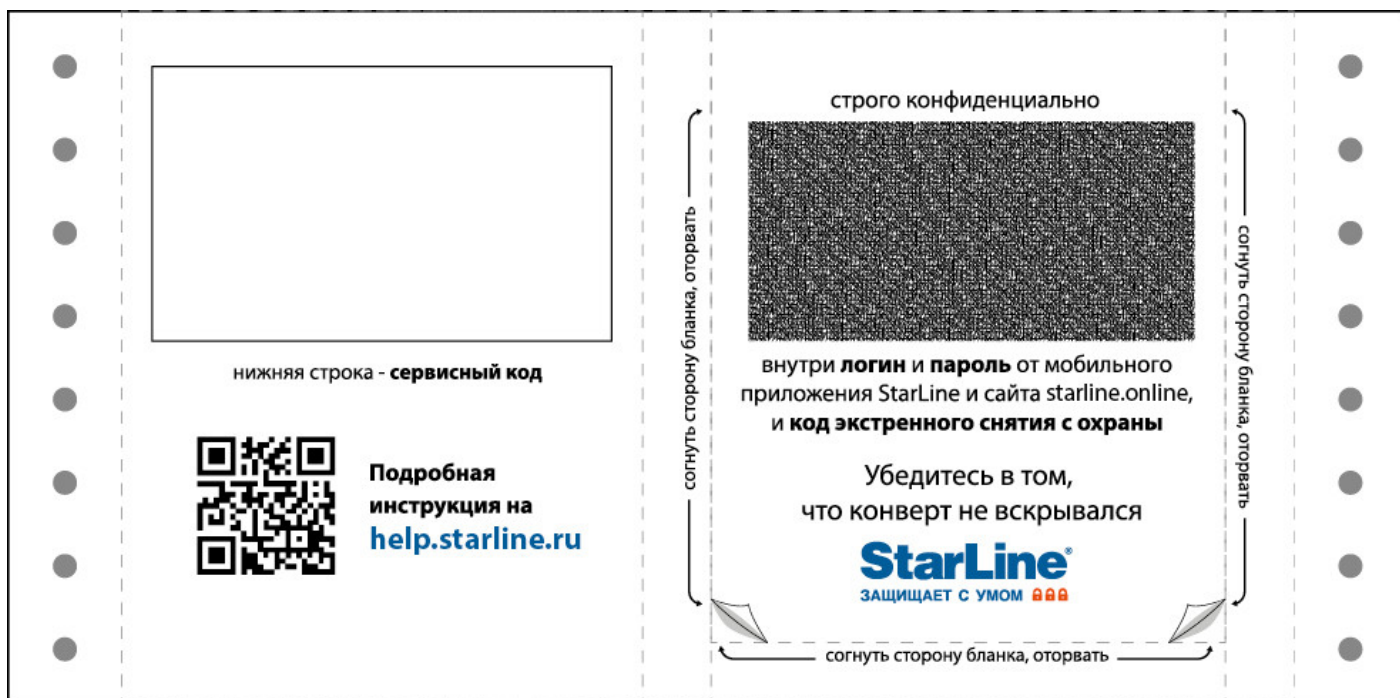 нижняя строка - сервисный код
Подробная
инструкция на
help.starline.ru
согнуть сторону бланка, оторвать
строго конфиденциально
внутри логин и пароль от мобильного
приложения StarLine и сайта starline.online,
и код экстренного снятия с охраны
Убедитесь в том,
что конверт не вскрывался
StarLine®
ЗАЩИЩАЕТ С УМОМ
согнуть сторону бланка, оторвать
согнуть сторону бланка, оторвать